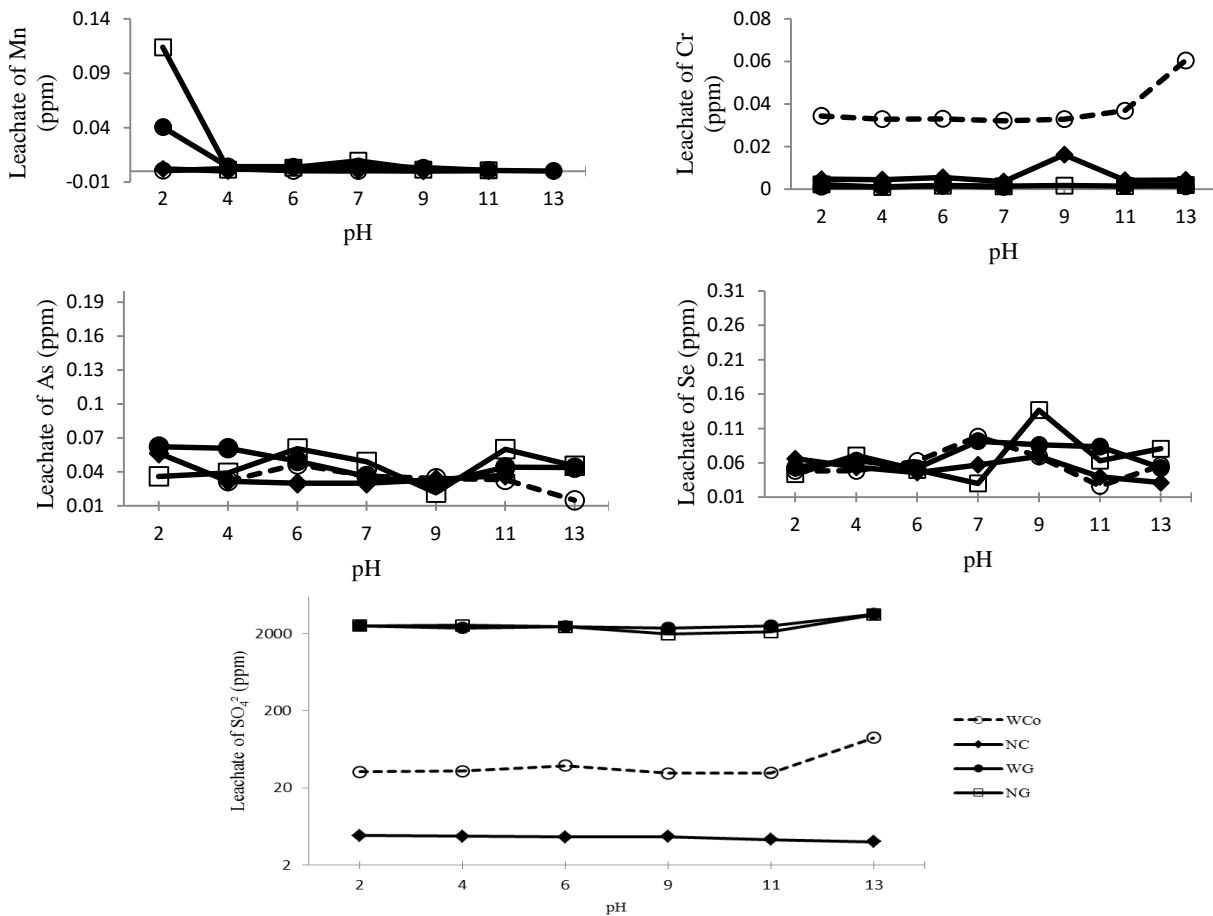 Leachate of Mn
(ppm)
0.14
0.09
0.04
-0.01
2 4 6 7 9 11 13
pH
Leachate of Cr
(ppm)
0.08
0.06
0.04
0.02
0
2 4 6 7 9 11 13
pH
Leachate of As (ppm)
0.19
0.16
0.13
0.1
0.07
0.04
0.01
2 4 6 7 9 11 13
pH
Leachate of Se (ppm)
0.31
0.26
0.21
0.16
0.11
0.06
0.01
2 4 6 7 9 11 13
pH
Leachate of SO₄² (ppm)
2000
200
20
2
2 4 6 9 11 13
pH
WCo
NC
WG
NG